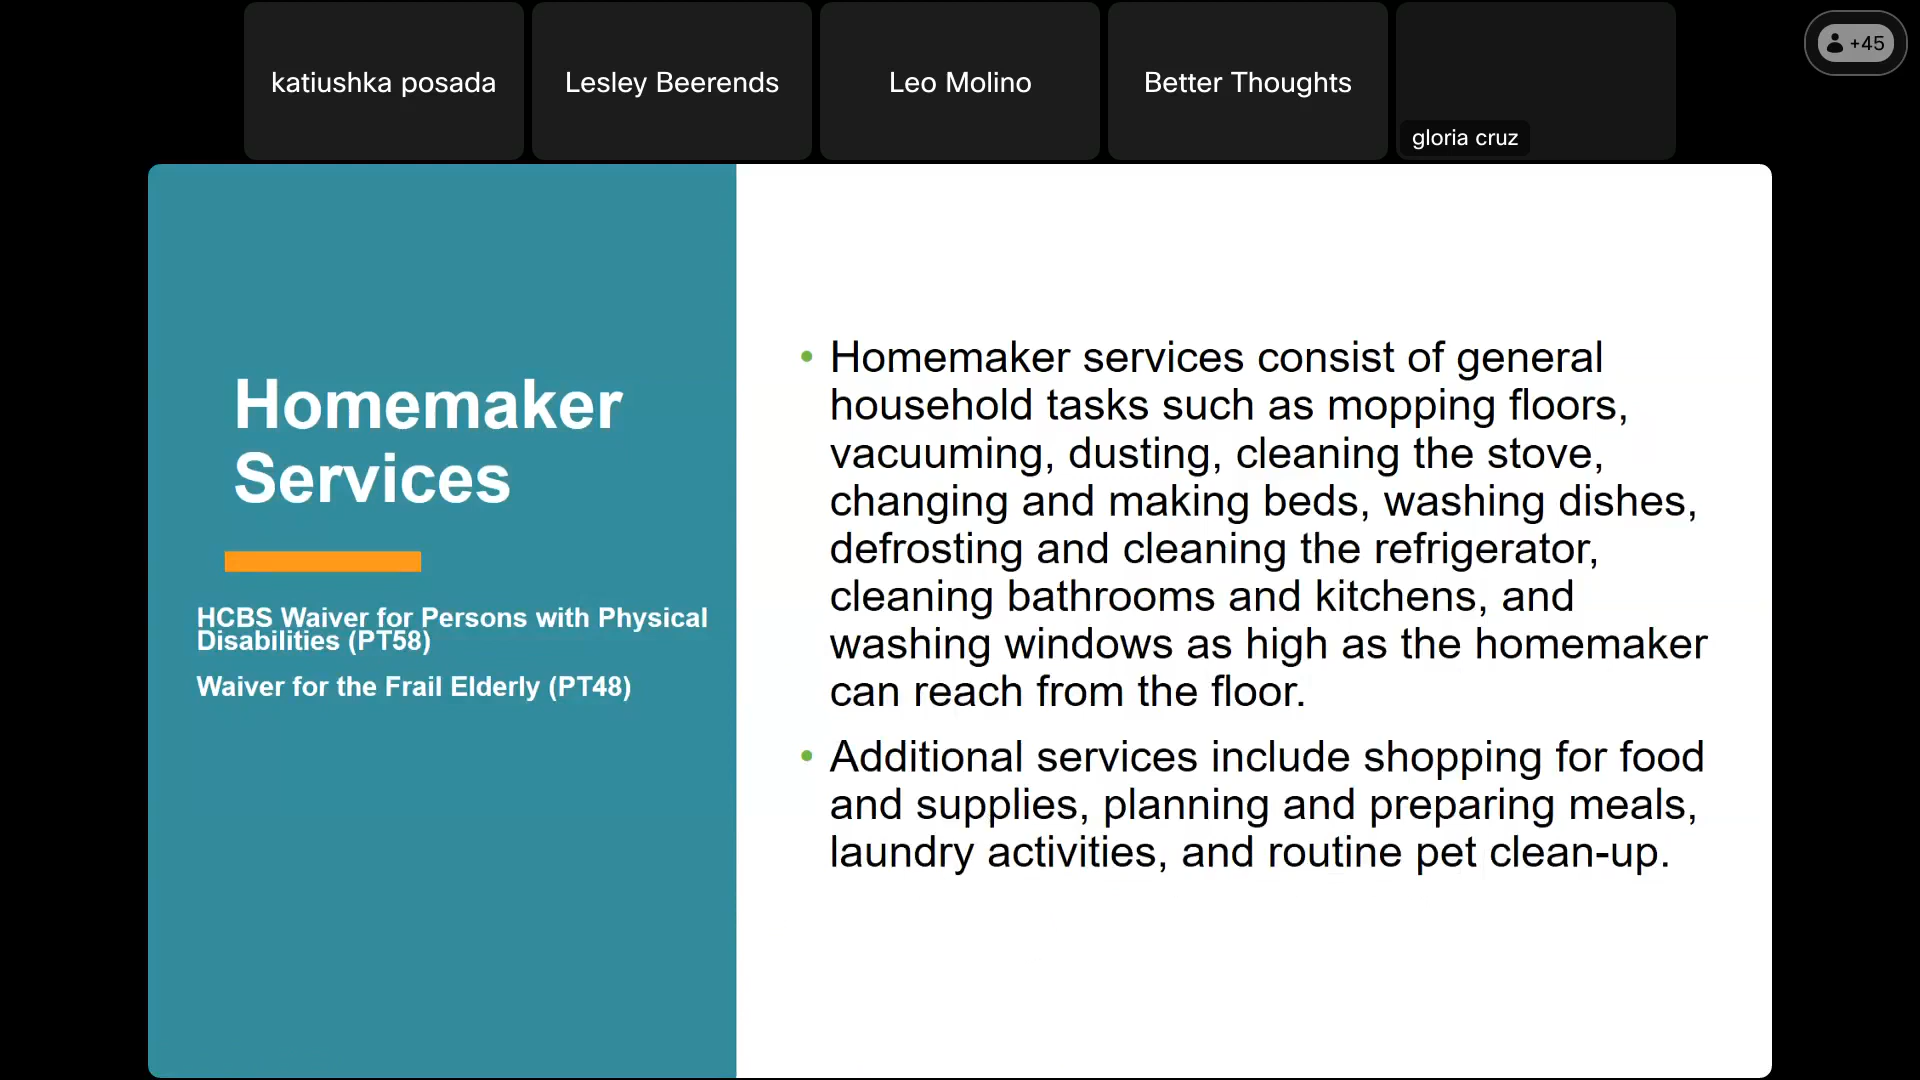 katiushka posada
Lesley Beerends
Leo Molino
Better Thoughts
gloria cruz
+45
Homemaker
Services
HCBS Waiver for Persons with Physical
Disabilities (PT58)
Waiver for the Frail Elderly (PT48)
• Homemaker services consist of general
household tasks such as mopping floors,
vacuuming, dusting, cleaning the stove,
changing and making beds, washing dishes,
defrosting and cleaning the refrigerator,
cleaning bathrooms and kitchens, and
washing windows as high as the homemaker
can reach from the floor.
• Additional services include shopping for food
and supplies, planning and preparing meals,
laundry activities, and routine pet clean-up.